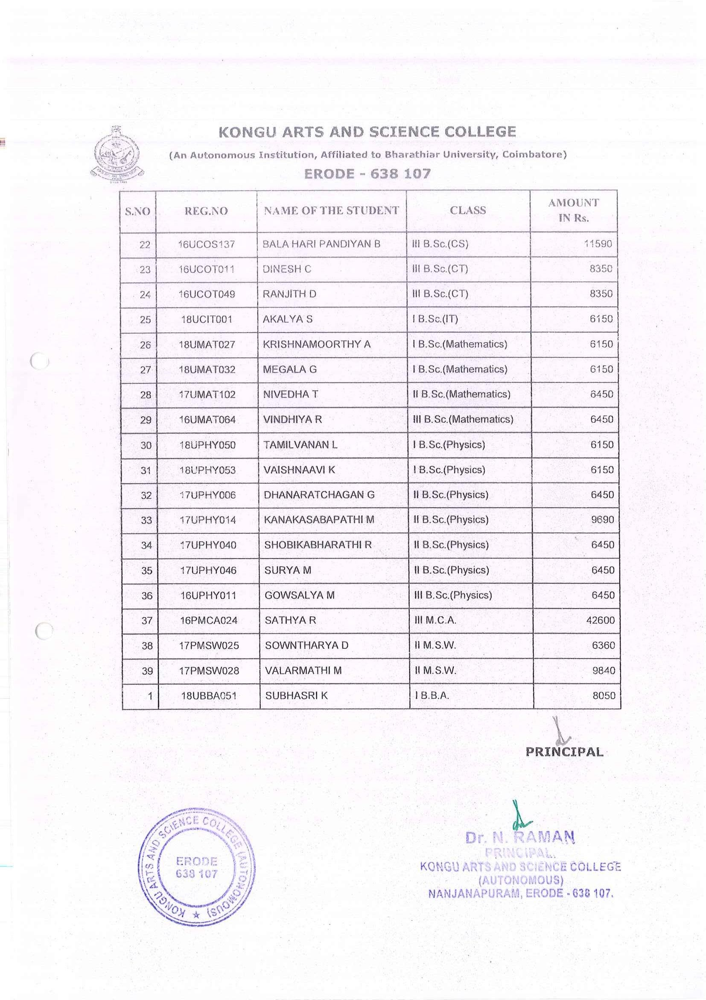 KONGU ARTS AND SCIENCE COLLEGE
(An Autonomous Institution, Affiliated to Bharathiar University, Coimbatore)
ERODE - 638 107
S.NO REG.NO NAME OF THE STUDENT CLASS AMOUNT IN Rs.
22 16UCOS137 BALA HARI PANDIYAN B III B.Sc.(CS) 11590
23 16UCOT011 DINESH C III B.Sc.(CT) 8350
24 16UCOT049 RANJITH D III B.Sc.(CT) 8350
25 18UCIT001 AKALYA S I B.Sc.(IT) 6150
26 18UMAT027 KRISHNAMOORTHY A I B.Sc.(Mathematics) 6150
27 18UMAT032 MEGALA G I B.Sc.(Mathematics) 6150
28 17UMAT102 NIVEDHA T II B.Sc.(Mathematics) 6450
29 16UMAT064 VINDHIYA R III B.Sc.(Mathematics) 6450
30 18UPHY050 TAMILVANAN L I B.Sc.(Physics) 6150
31 18UPHY053 VAISHNAAVI K I B.Sc.(Physics) 6150
32 17UPHY006 DHANARATCHAGAN G II B.Sc.(Physics) 6450
33 17UPHY014 KANAKASABAPATHI M II B.Sc.(Physics) 9690
34 17UPHY040 SHOBIKABHARATHI R II B.Sc.(Physics) 6450
35 17UPHY046 SURYA M II B.Sc.(Physics) 6450
36 16UPHY011 GOWSALYA M III B.Sc.(Physics) 6450
37 16PMCA024 SATHYA R III M.C.A. 42600
38 17PMSW025 SOWNTHARYA D II M.S.W. 6360
39 17PMSW028 VALARMATHI M II M.S.W. 9840
1 18UBBA051 SUBHASRI K I B.B.A. 8050
PRINCIPAL
KONGU ARTS AND SCIENCE COLLEGE (AUTONOMOUS)
ERODE
638 107
Dr. N. RAMAN
PRINCIPAL,
KONGU ARTS AND SCIENCE COLLEGE
(AUTONOMOUS)
NANJANAPURAM, ERODE - 638 107.